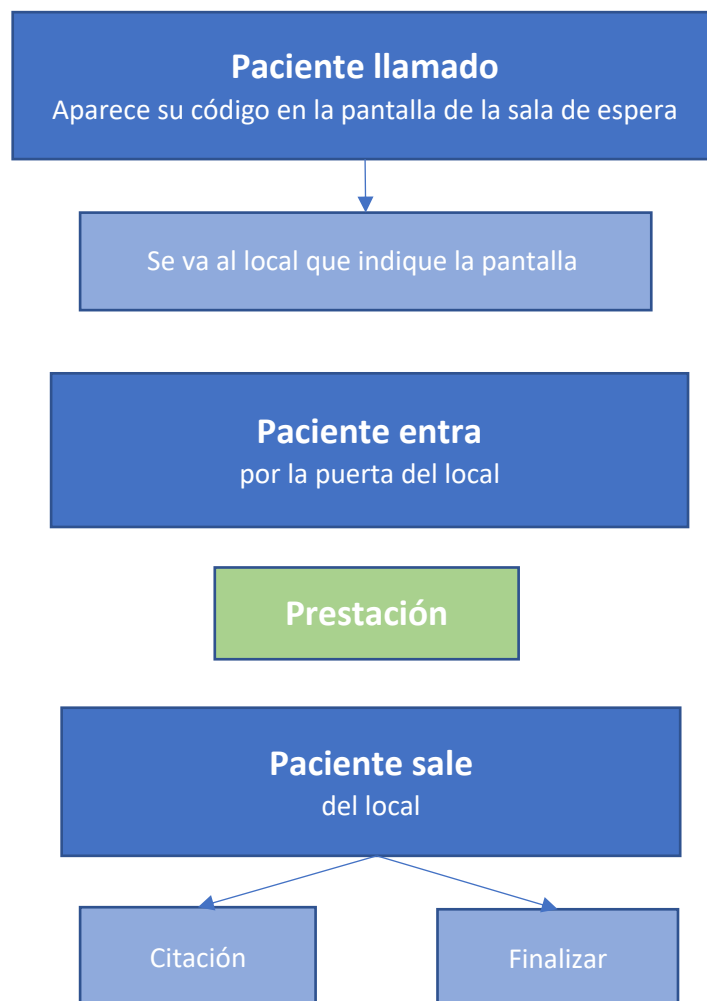 Paciente llamado
Aparece su código en la pantalla de la sala de espera
Se va al local que indique la pantalla
Paciente entra
por la puerta del local
Prestación
Paciente sale
del local
Citación
Finalizar